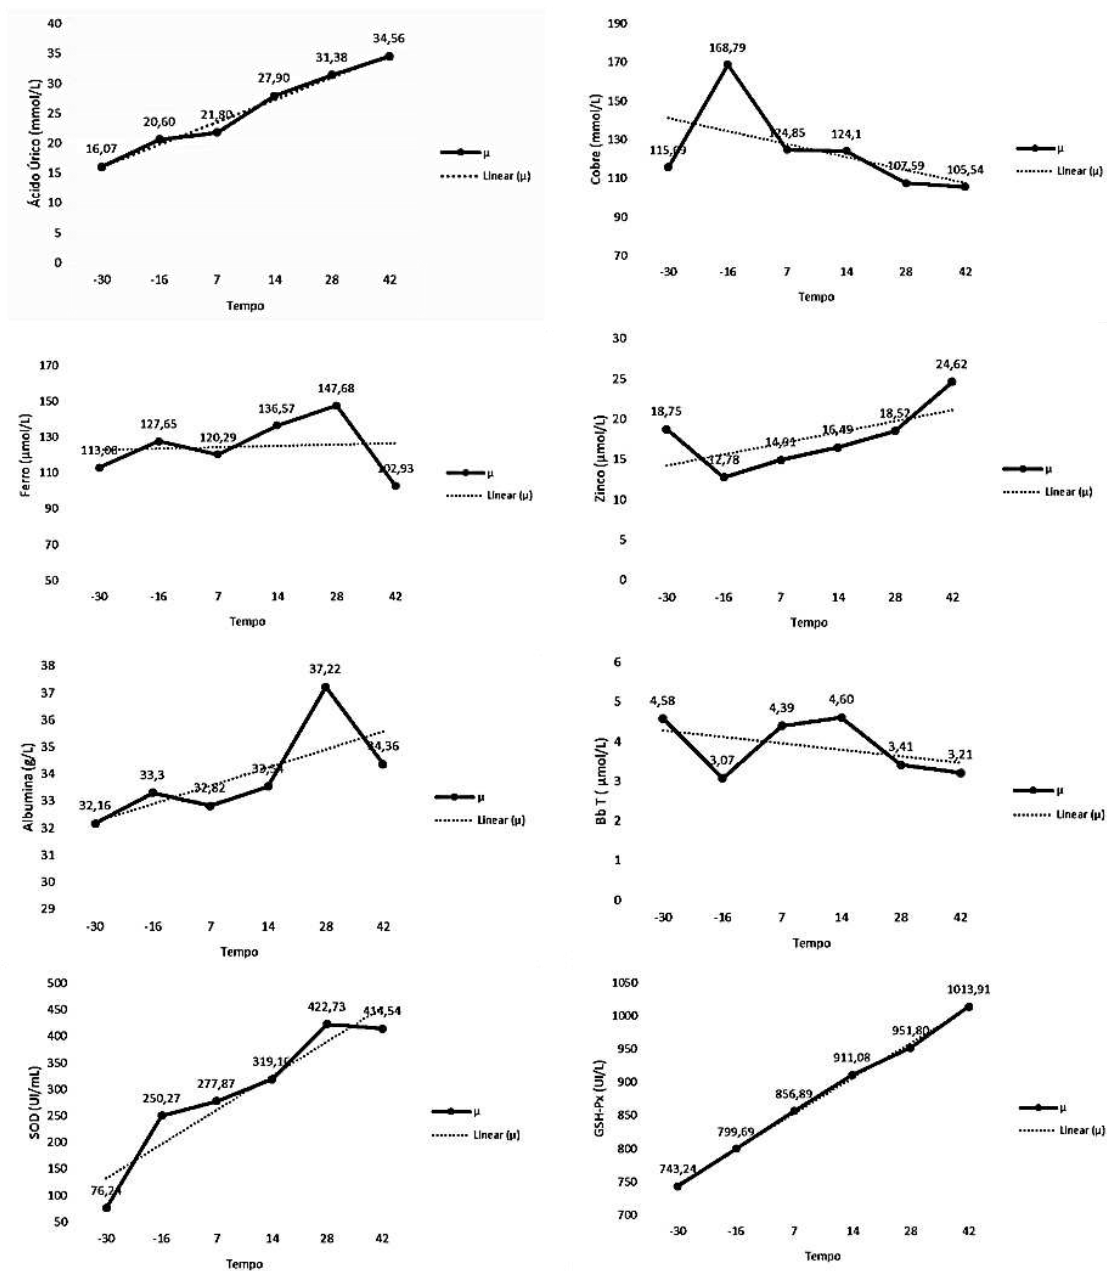 Ácido Úrico (mmol/L)
40
35
30
25
20
15
10
5
0
16,07
20,60
21,80
27,90
31,38
34,56
-30 -16 7 14 28 42
Tempo
μ
Linear (μ)
Cobre (mmol/L)
190
170
150
130
110
90
70
168,79
124,85
124,1
107,59
105,54
-30 -16 7 14 28 42
Tempo
μ
Linear (μ)
Ferro (μmol/L)
170
150
130
110
90
70
50
127,65
120,29
136,57
147,68
102,93
-30 -16 7 14 28 42
Tempo
μ
Linear (μ)
Zinco (μmol/L)
30
25
20
15
10
5
0
18,75
12,78
14,91
16,49
18,52
24,62
-30 -16 7 14 28 42
Tempo
μ
Linear (μ)
Albumina (g/L)
38
37
36
35
34
33
32
31
30
29
32,16
33,3
32,82
37,22
34,36
-30 -16 7 14 28 42
Tempo
μ
Linear (μ)
Bb T ( μmol/L)
6
5
4
3
2
1
0
4,58
3,07
4,39
4,60
3,41
3,21
-30 -16 7 14 28 42
Tempo
μ
Linear (μ)
SOD (UI/mL)
500
450
400
350
300
250
200
150
100
50
76,24
250,27
277,87
422,73
414,54
-30 -16 7 14 28 42
Tempo
μ
Linear (μ)
GSH-Px (UI/L)
1050
1000
950
900
850
800
750
700
743,24
799,69
856,89
911,08
951,80
1013,91
-30 -16 7 14 28 42
Tempo
μ
Linear (μ)